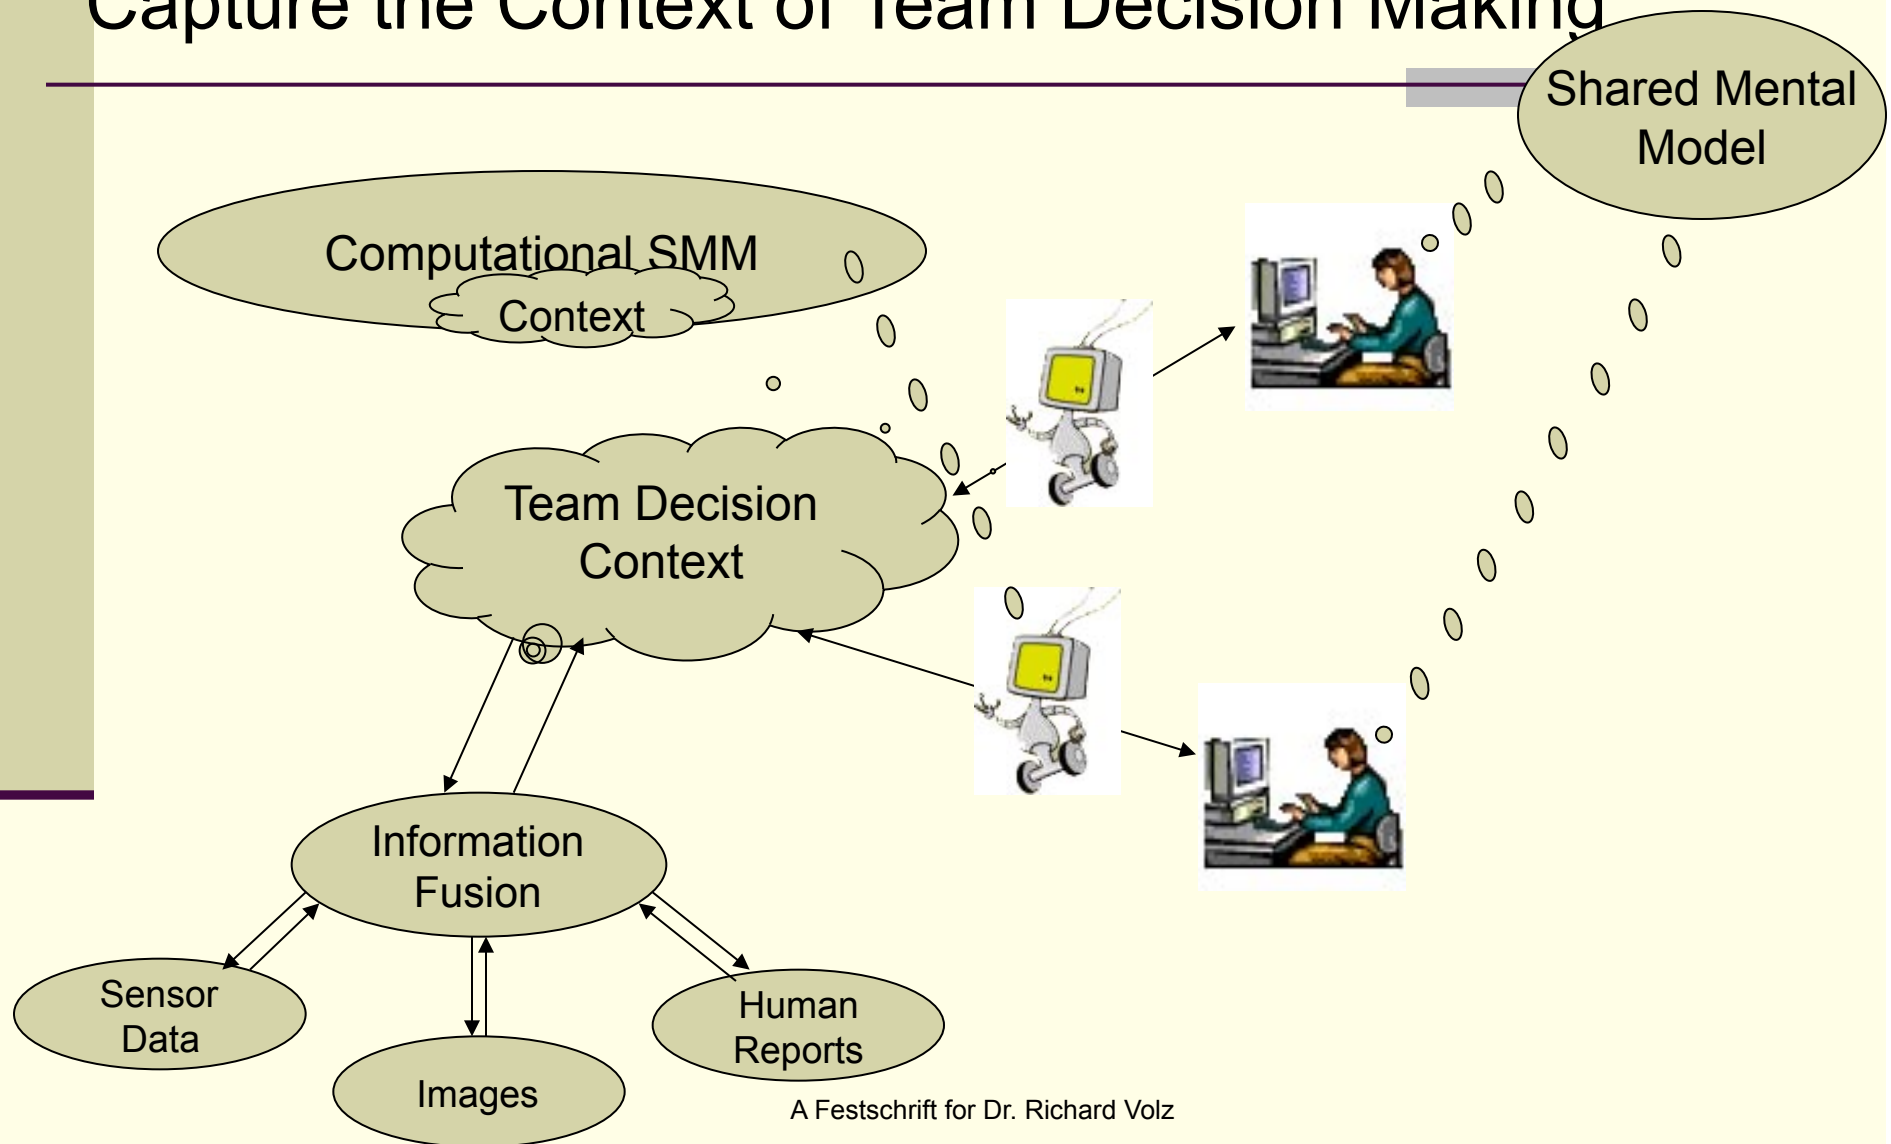 Capture the Context of Team Decision Making
Shared Mental
Model
Computational SMM
Context
Team Decision
Context
Information
Fusion
Sensor
Data
Human
Reports
Images
A Festschrift for Dr. Richard Volz